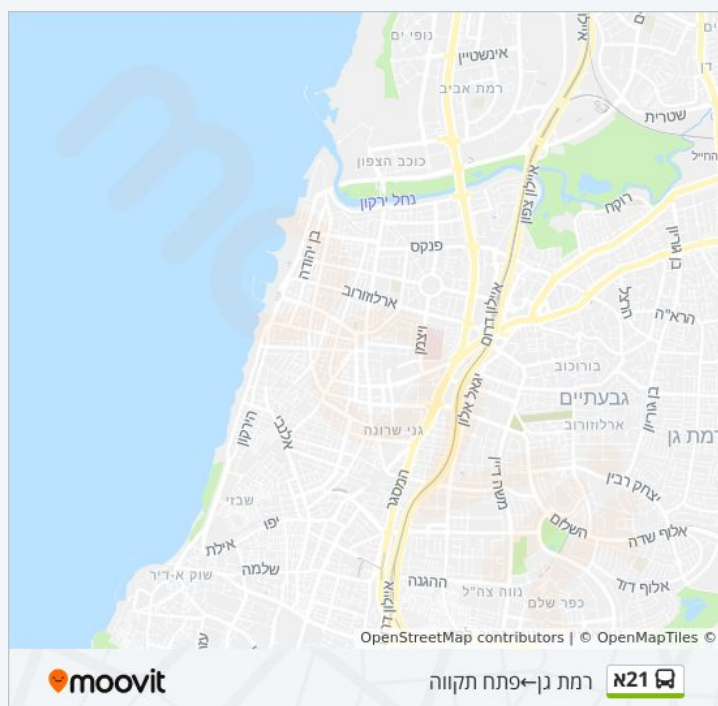 נופי ים
אינשטיין
איילון
רמת אביב
שטרית
החייל
כוכב הצפון
נחל ירקון
איילון צפון
רוקח
בן יהודה
פנקס
ארלוזורוב
איילון דרום
הרצל
הרא"ה
ויצמן
בורוכוב
יגאל אלון
גבעתיים
ארלוזורוב
בן גוריון
רמת גן
הירקון
אלנבי
גני שרונה
המסגר
יצחק רבין
שבזי
יפו
השלום
אלוף שדה
אילת
שוק א-דיר
שלמה
ההגנה
נווה צה"ל
כפר שלם
אלוף דוד
OpenStreetMap contributors | © OpenMapTiles ©
moovit
רמת גן←פתח תקווה
21א